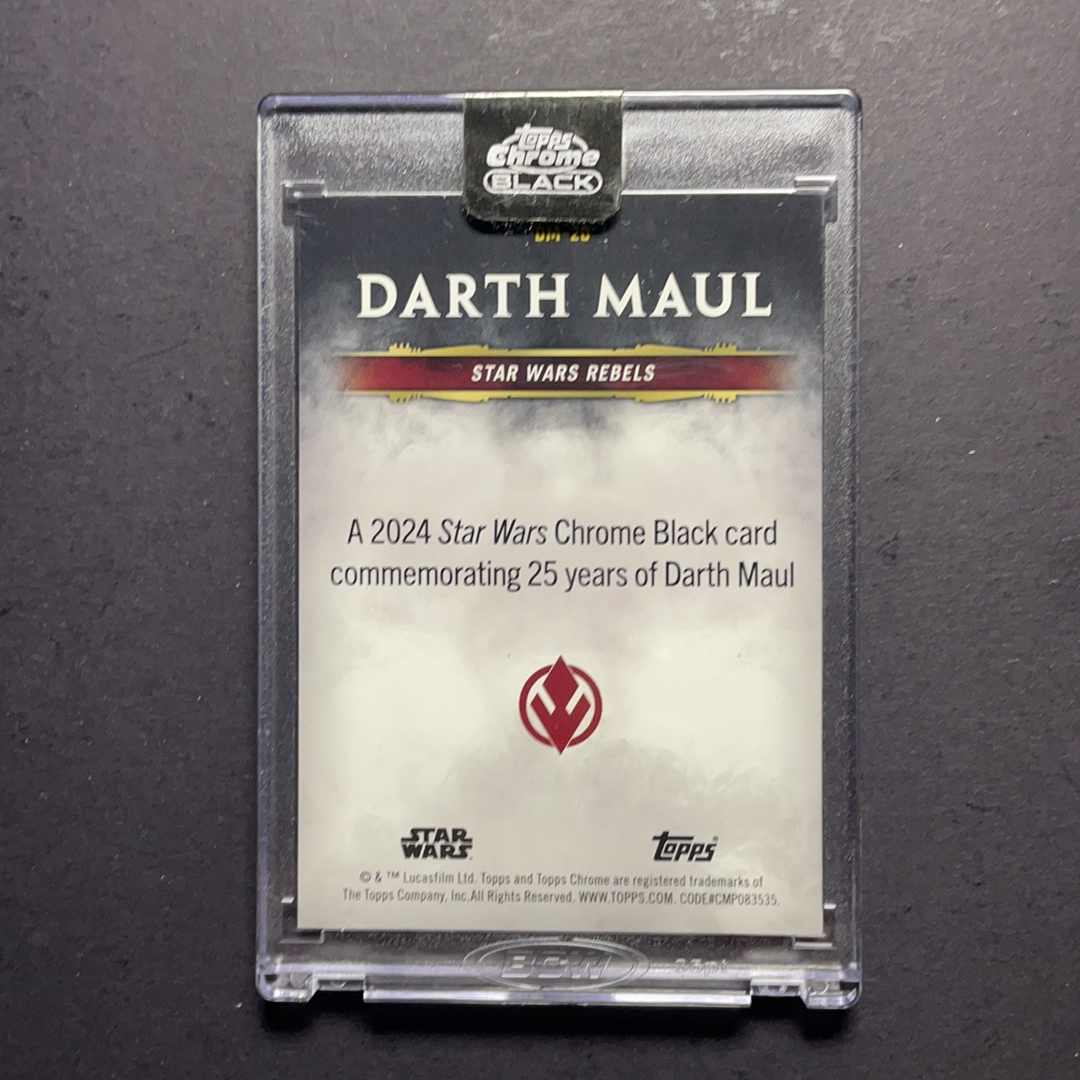 Topps
Chrome
BLACK
DARTH MAUL
STAR WARS REBELS
A 2024 Star Wars Chrome Black card
commemorating 25 years of Darth Maul
STAR
WARS
Topps
© & ™ Lucasfilm Ltd. Topps and Topps Chrome are registered trademarks of
The Topps Company, Inc.All Rights Reserved. WWW.TOPPS.COM. CODE#CMP083535.
BCW